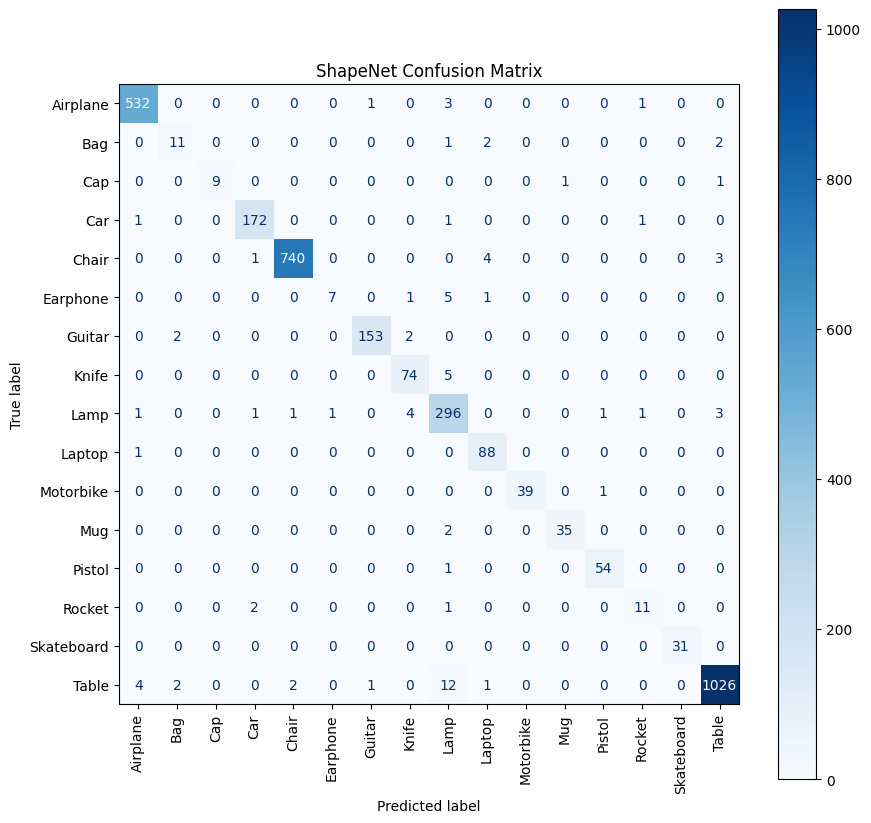 ShapeNet Confusion Matrix
Airplane 532 0 0 0 0 0 1 0 3 0 0 0 0 1 0 0
Bag 0 11 0 0 0 0 0 0 1 2 0 0 0 0 0 2
Cap 0 0 9 0 0 0 0 0 0 0 0 1 0 0 0 1
Car 1 0 0 172 0 0 0 0 1 0 0 0 0 1 0 0
Chair 0 0 0 1 740 0 0 0 0 4 0 0 0 0 0 3
Earphone 0 0 0 0 0 7 0 1 5 1 0 0 0 0 0 0
Guitar 0 2 0 0 0 0 153 2 0 0 0 0 0 0 0 0
Knife 0 0 0 0 0 0 0 74 5 0 0 0 0 0 0 0
Lamp 1 0 0 1 1 1 0 4 296 0 0 0 1 1 0 3
Laptop 1 0 0 0 0 0 0 0 0 88 0 0 0 0 0 0
Motorbike 0 0 0 0 0 0 0 0 0 0 39 0 1 0 0 0
Mug 0 0 0 0 0 0 0 0 2 0 0 35 0 0 0 0
Pistol 0 0 0 0 0 0 0 0 1 0 0 0 54 0 0 0
Rocket 0 0 0 2 0 0 0 0 1 0 0 0 0 11 0 0
Skateboard 0 0 0 0 0 0 0 0 0 0 0 0 0 0 31 0
Table 4 2 0 0 2 0 1 0 12 1 0 0 0 0 0 1026
Airplane
Bag
Cap
Car
Chair
Earphone
Guitar
Knife
Lamp
Laptop
Motorbike
Mug
Pistol
Rocket
Skateboard
Table
Predicted label
True label
1000
800
600
400
200
0